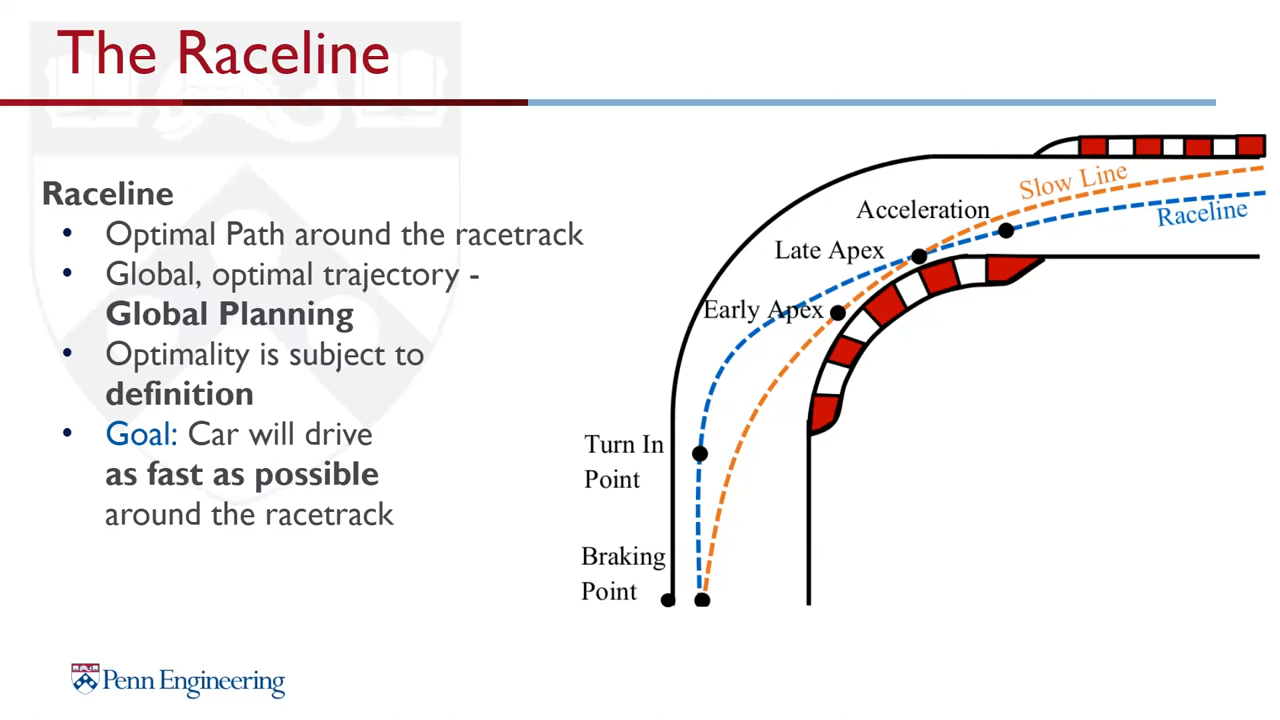 The Raceline
Raceline
• Optimal Path around the racetrack
• Global, optimal trajectory -
Global Planning
• Optimality is subject to
definition
• Goal: Car will drive
as fast as possible
around the racetrack
Slow Line
Raceline
Acceleration
Late Apex
Early Apex
Turn In
Point
Braking
Point
Penn Engineering